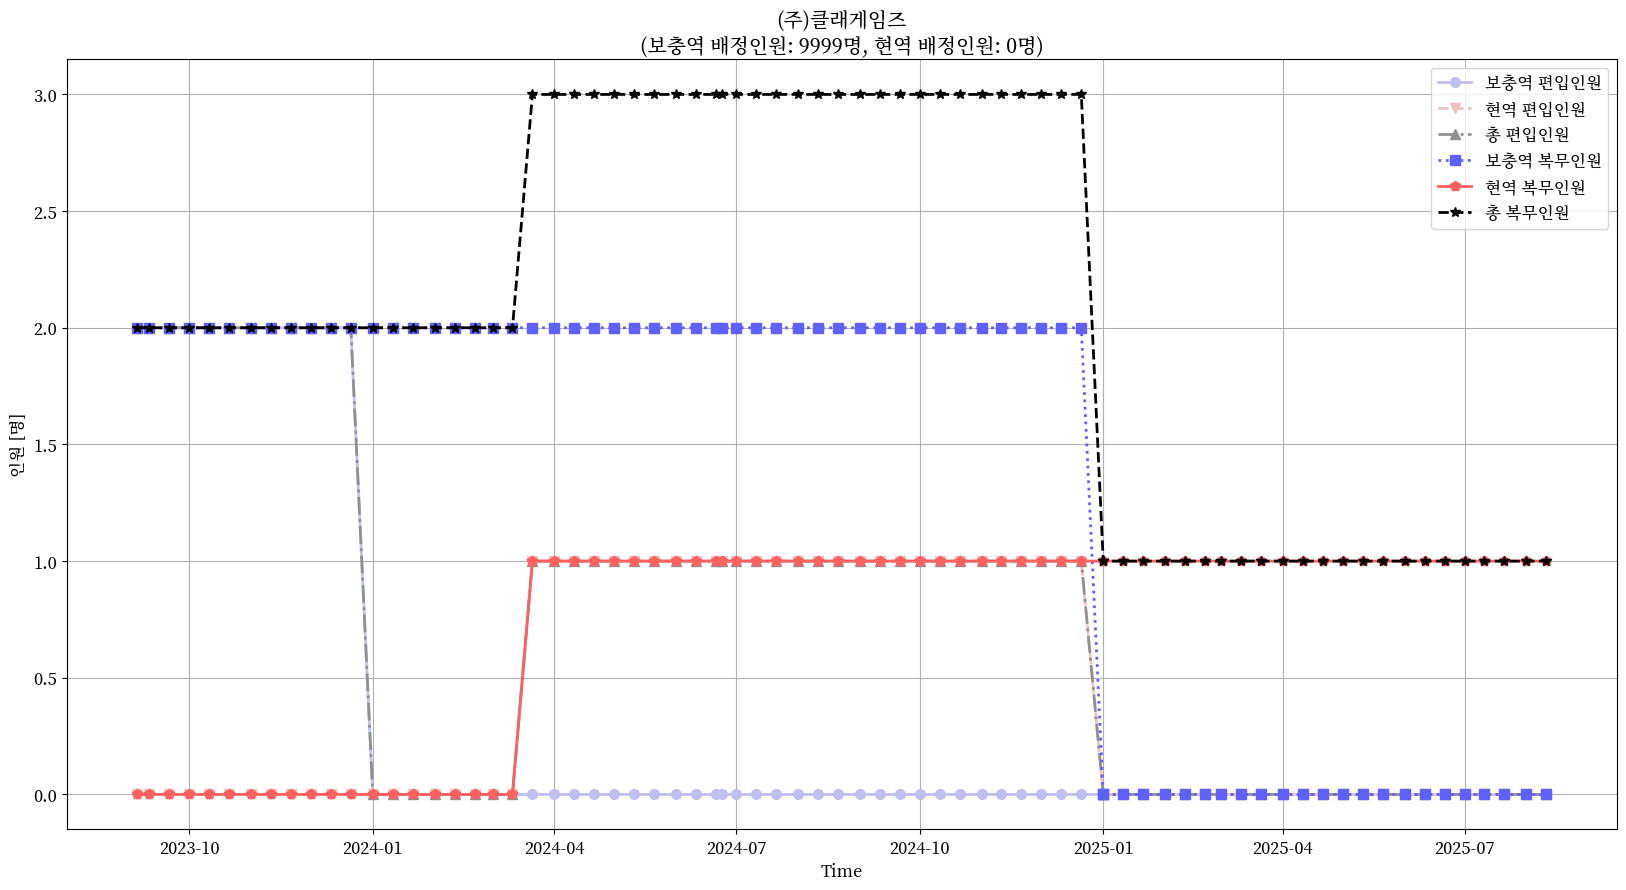 (주)클래게임즈
(보충역 배정인원: 9999명, 현역 배정인원: 0명)
보충역 편입인원
현역 편입인원
총 편입인원
보충역 복무인원
현역 복무인원
총 복무인원
인원 [명]
3.0
2.5
2.0
1.5
1.0
0.5
0.0
2023-10
2024-01
2024-04
2024-07
2024-10
2025-01
2025-04
2025-07
Time